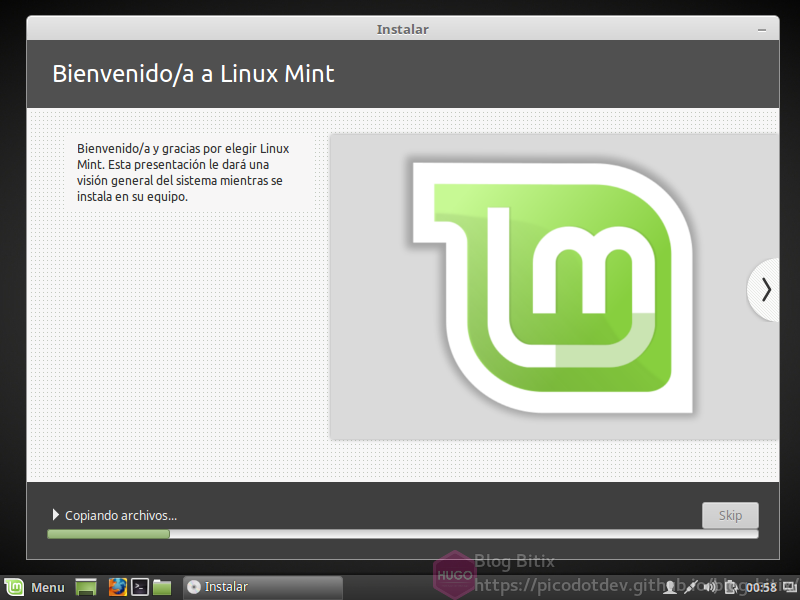 Instalar
Bienvenido/a a Linux Mint
Bienvenido/a y gracias por elegir Linux
Mint. Esta presentación le dará una
visión general del sistema mientras se
instala en su equipo.
Copiando archivos...
Skip
Blog Bitix
HUGO
https://picodotdev.github.io/blog-bitix/
Menu
Instalar
00:58